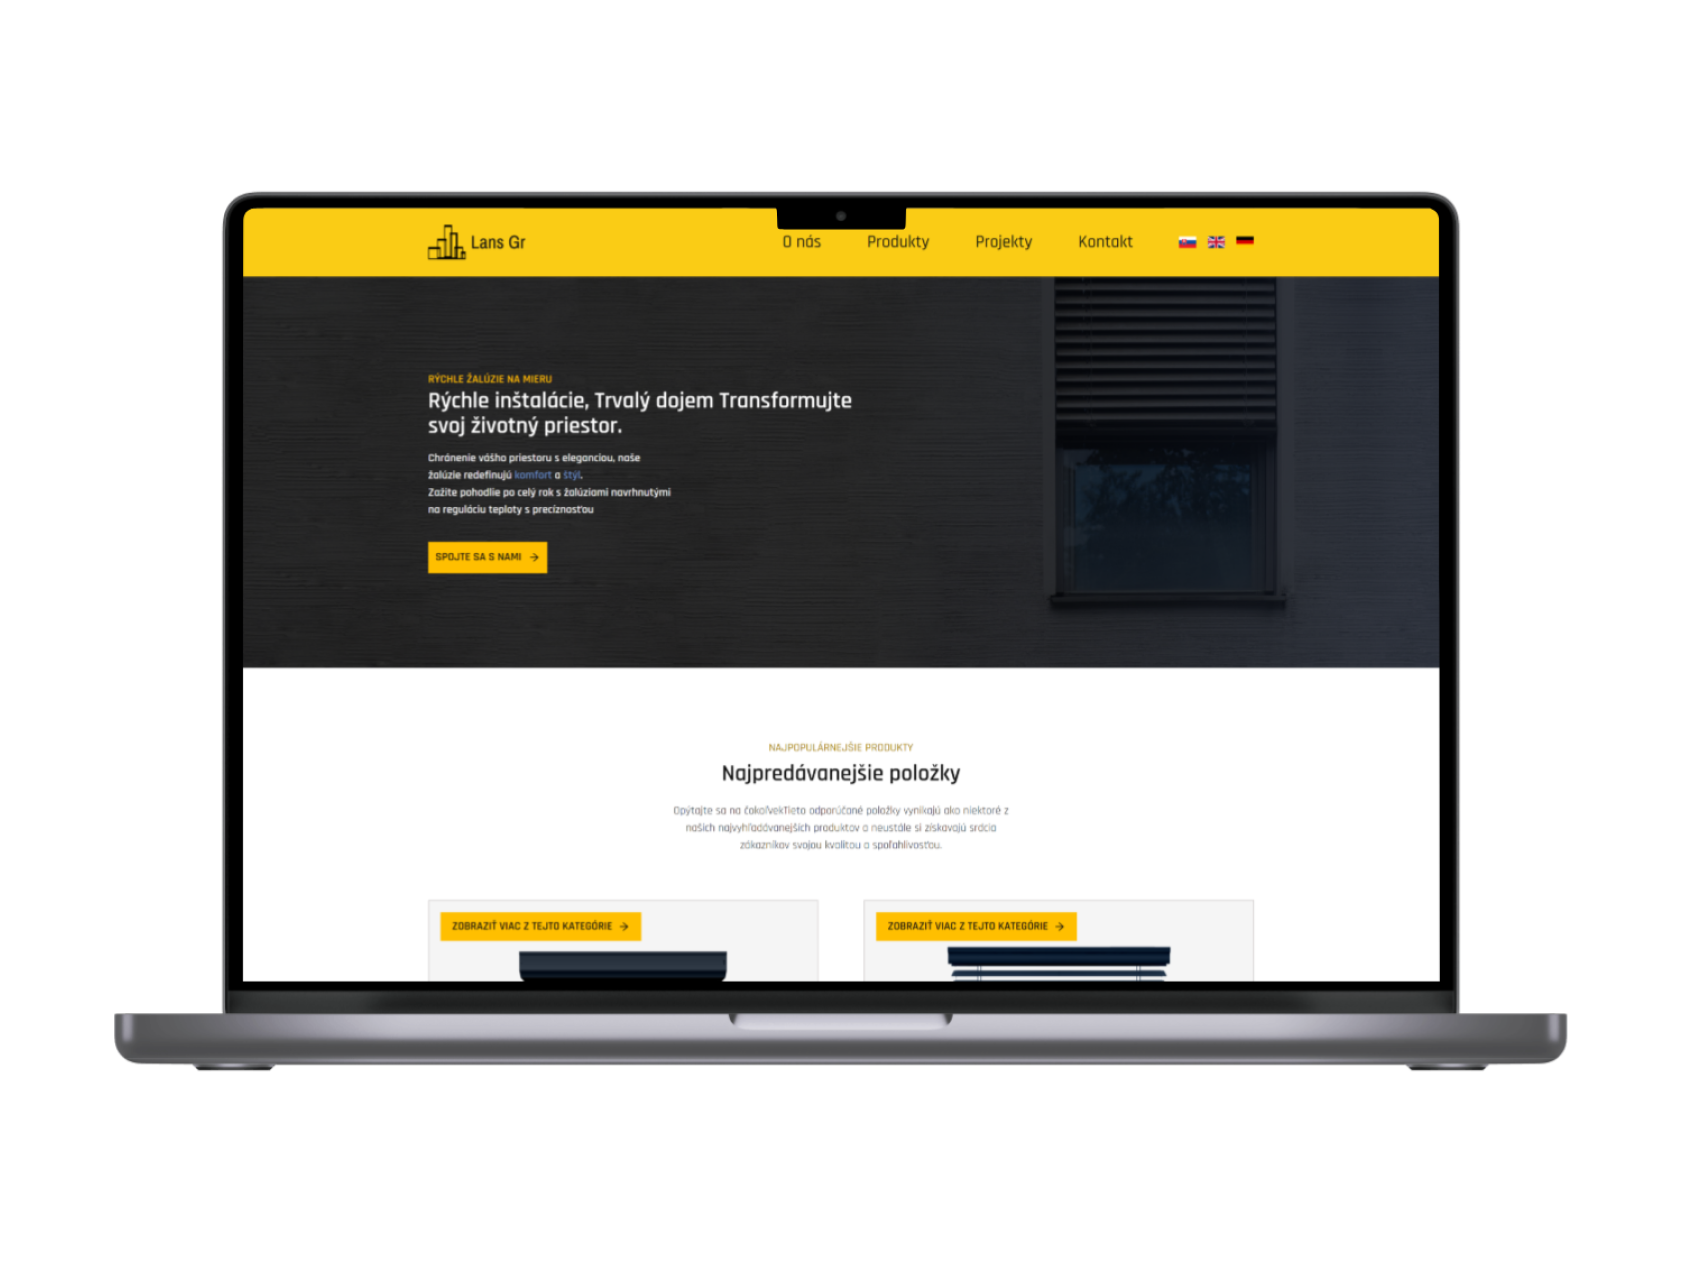 Lans Gr
O nás
Produkty
Projekty
Kontakt
RÝCHLE ŽALÚZIE NA MIERU
Rýchle inštalácie, Trvalý dojem Transformujte
svoj životný priestor.
Chránenie vášho priestoru s eleganciou, naše
žalúzie redefinujú komfort a štýl.
Zažite pohodlie po celý rok s žalúziami navrhnutými
na reguláciu teploty s precíznosťou
SPOJTE SA S NAMI →
NAJPOPULÁRNEJŠIE PRODUKTY
Najpredávanejšie položky
Opýtajte sa na čokoľvekTieto odporúčané položky vynikajú ako niektoré z
našich najvyhľadávanejších produktov a neustále si získavajú srdcia
zákazníkov svojou kvalitou a spoľahlivosťou.
ZOBRAZIŤ VIAC Z TEJTO KATEGÓRIE →
ZOBRAZIŤ VIAC Z TEJTO KATEGÓRIE →